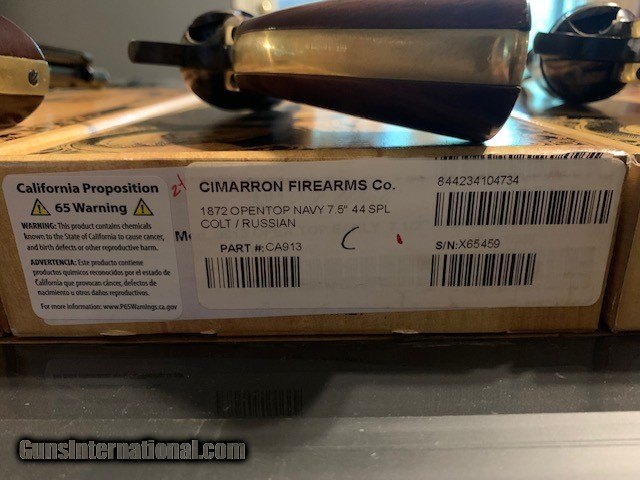 California Proposition
65 Warning
WARNING: This product contains chemicals
known to the State of California to cause cancer,
and birth defects or other reproductive harm.
ADVERTENCIA: Este producto contiene
productos quimicos reconocidos por el estado de
California que provocan cáncer, defectos de
nacimiento u otros daños reproductivos.
For more information: www.P65Warnings.ca.gov
CIMARRON FIREARMS Co.
1872 OPENTOP NAVY 7.5" 44 SPL
COLT / RUSSIAN
PART #: CA913
C
844234104734
S/N:X65459
GunsInternational.com